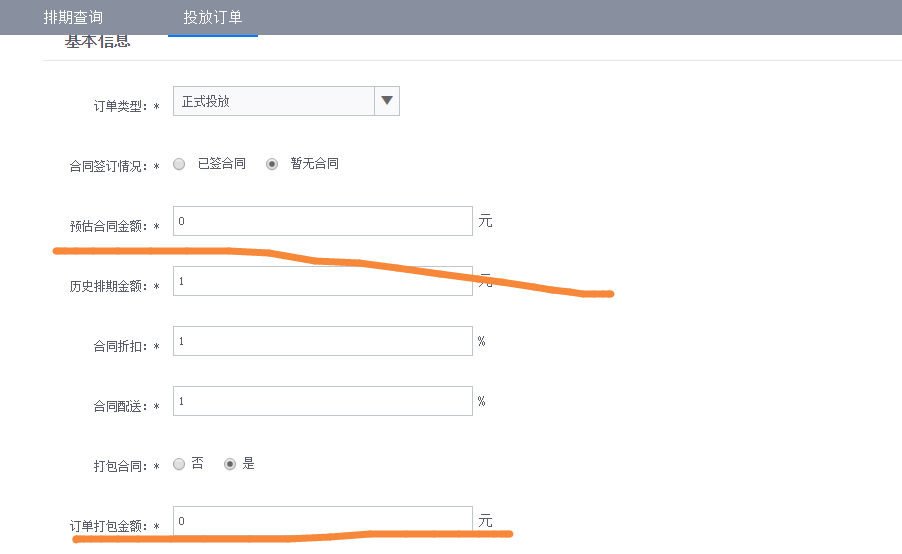 排期查询 投放订单
基本信息
订单类型：* 正式投放
合同签订情况：* 已签合同 暂无合同
预估合同金额：* 0 元
历史排期金额：* 1 元
合同折扣：* 1 %
合同配送：* 1 %
打包合同：* 否 是
订单打包金额：* 0 元